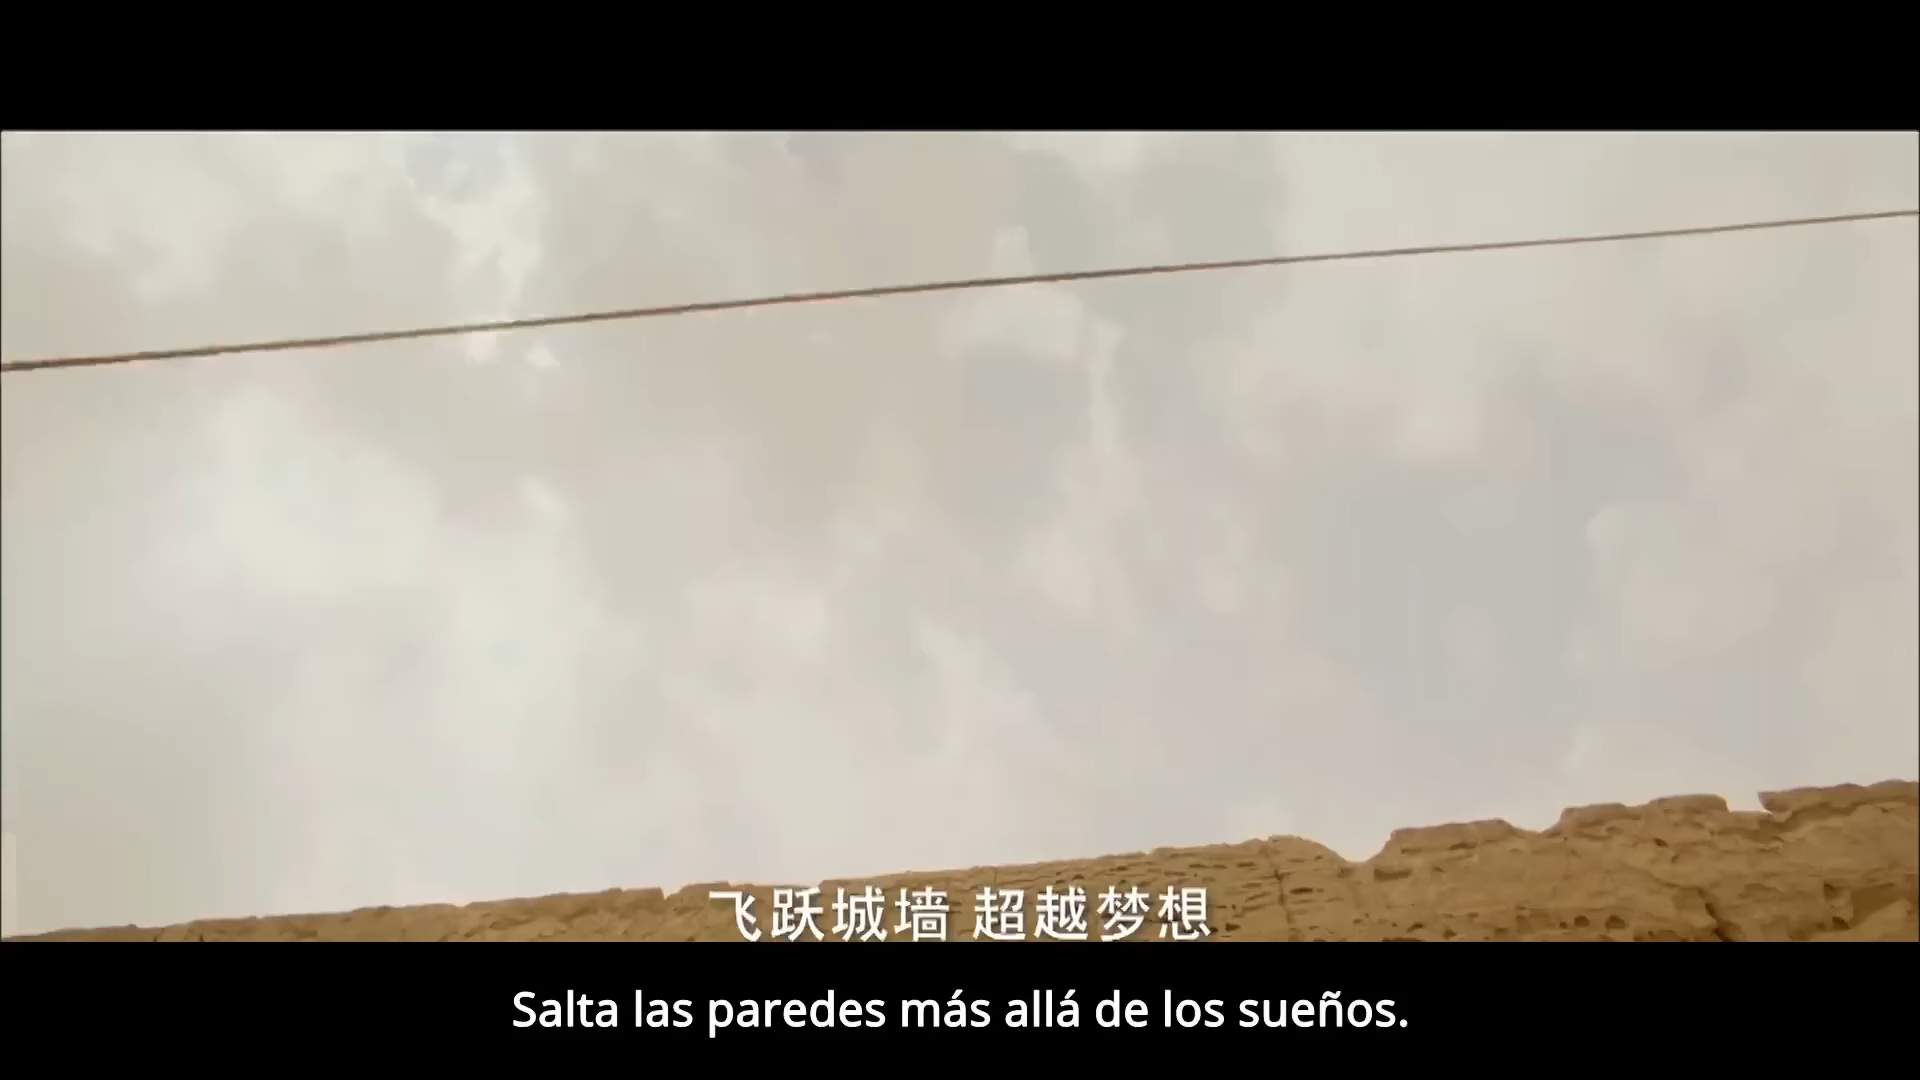 飞跃城墙 超越梦想
Salta las paredes más allá de los sueños.